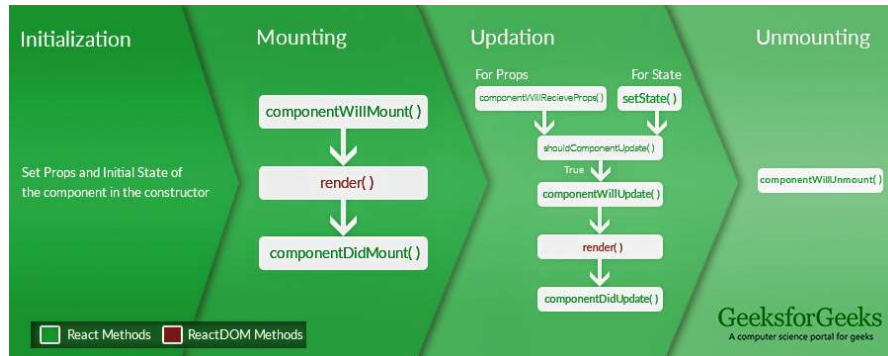 Initialization
Set Props and Initial State of
the component in the constructor
Mounting
componentWillMount( )
render( )
componentDidMount( )
Updation
For Props
For State
componentWillRecieveProps( )
setState( )
shouldComponentUpdate( )
True
componentWillUpdate( )
render( )
componentDidUpdate( )
Unmounting
componentWillUnmount( )
React Methods
ReactDOM Methods
GeeksforGeeks
A computer science portal for geeks